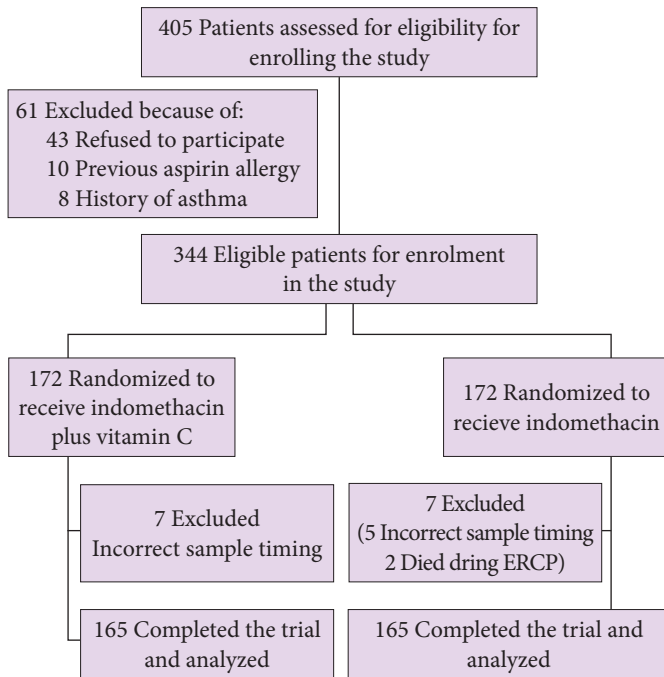 405 Patients assessed for eligibility for
enrolling the study
61 Excluded because of:
43 Refused to participate
10 Previous aspirin allergy
8 History of asthma
344 Eligible patients for enrolment
in the study
172 Randomized to
receive indomethacin
plus vitamin C
172 Randomized to
recieve indomethacin
7 Excluded
Incorrect sample timing
7 Excluded
(5 Incorrect sample timing
2 Died dring ERCP)
165 Completed the trial
and analyzed
165 Completed the trial and
analyzed